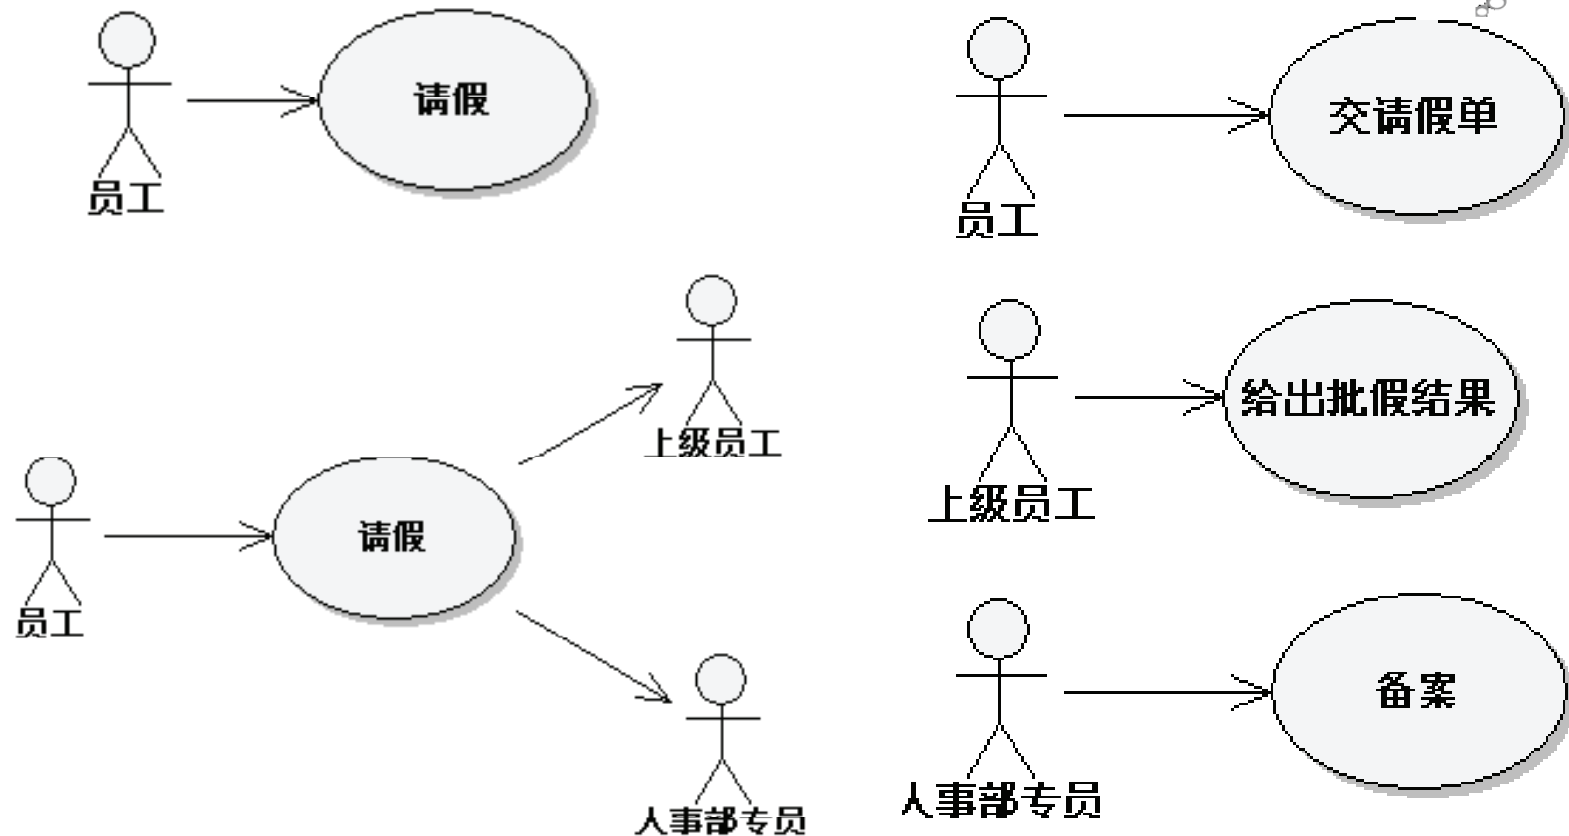 请假
员工
交请假单
员工
上级员工
请假
员工
人事部专员
给出批假结果
上级员工
备案
人事部专员